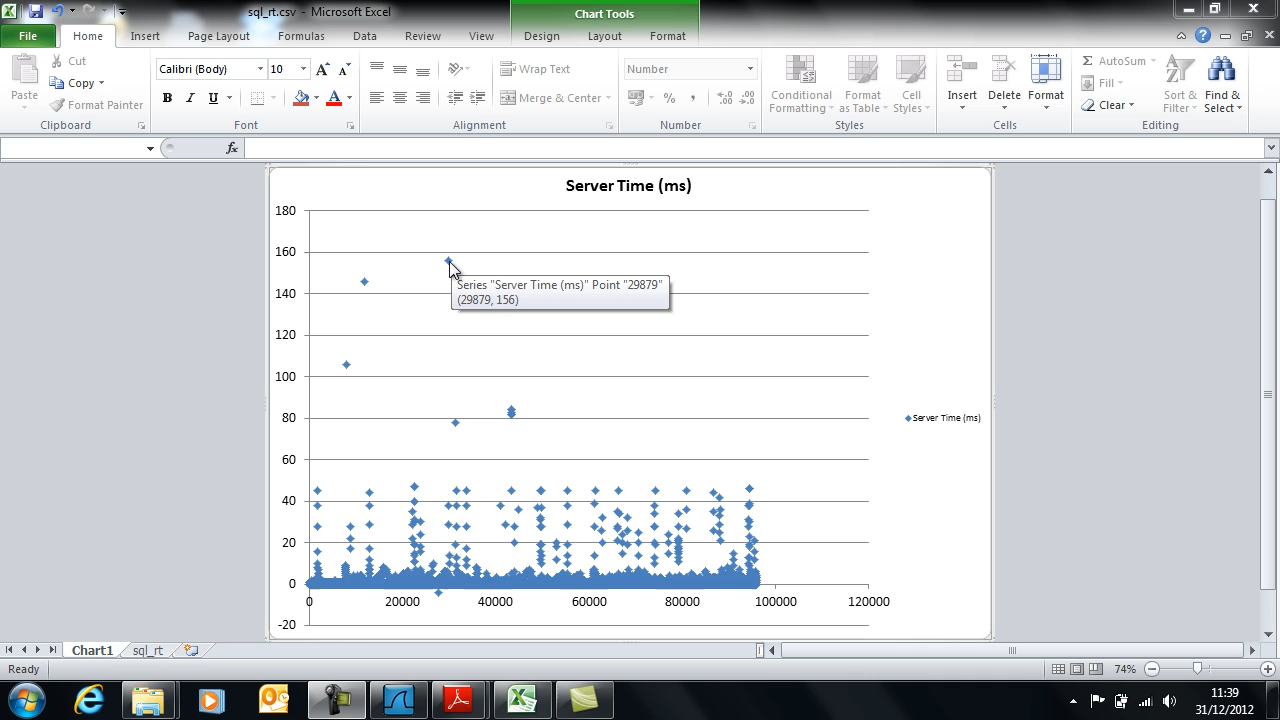 sql_rt.csv - Microsoft Excel
Chart Tools
File Home Insert Page Layout Formulas Data Review View Design Layout Format
Paste
Cut
Copy
Format Painter
Clipboard
Calibri (Body) 10
B I U
Font
Wrap Text
Merge & Center
Alignment
Number
Number
Conditional Formatting
Format as Table
Cell Styles
Styles
Insert Delete Format
Cells
AutoSum
Fill
Clear
Sort & Filter
Find & Select
Editing
fx
Server Time (ms)
180
160
140
120
100
80
60
40
20
0
-20
Series "Server Time (ms)" Point "29879"
(29879, 156)
Server Time (ms)
0 20000 40000 60000 80000 100000 120000
Chart1 sql_rt
Ready
74%
11:39
31/12/2012